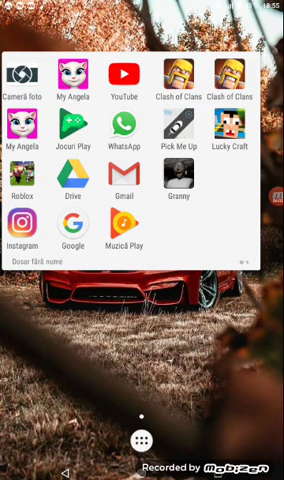 18:55
Cameră foto
My Angela
YouTube
Clash of Clans
Clash of Clans
My Angela
Jocuri Play
WhatsApp
Pick Me Up
Lucky Craft
Roblox
Drive
Gmail
Granny
Instagram
Google
Muzică Play
Dosar fără nume
Recorded by mobizen